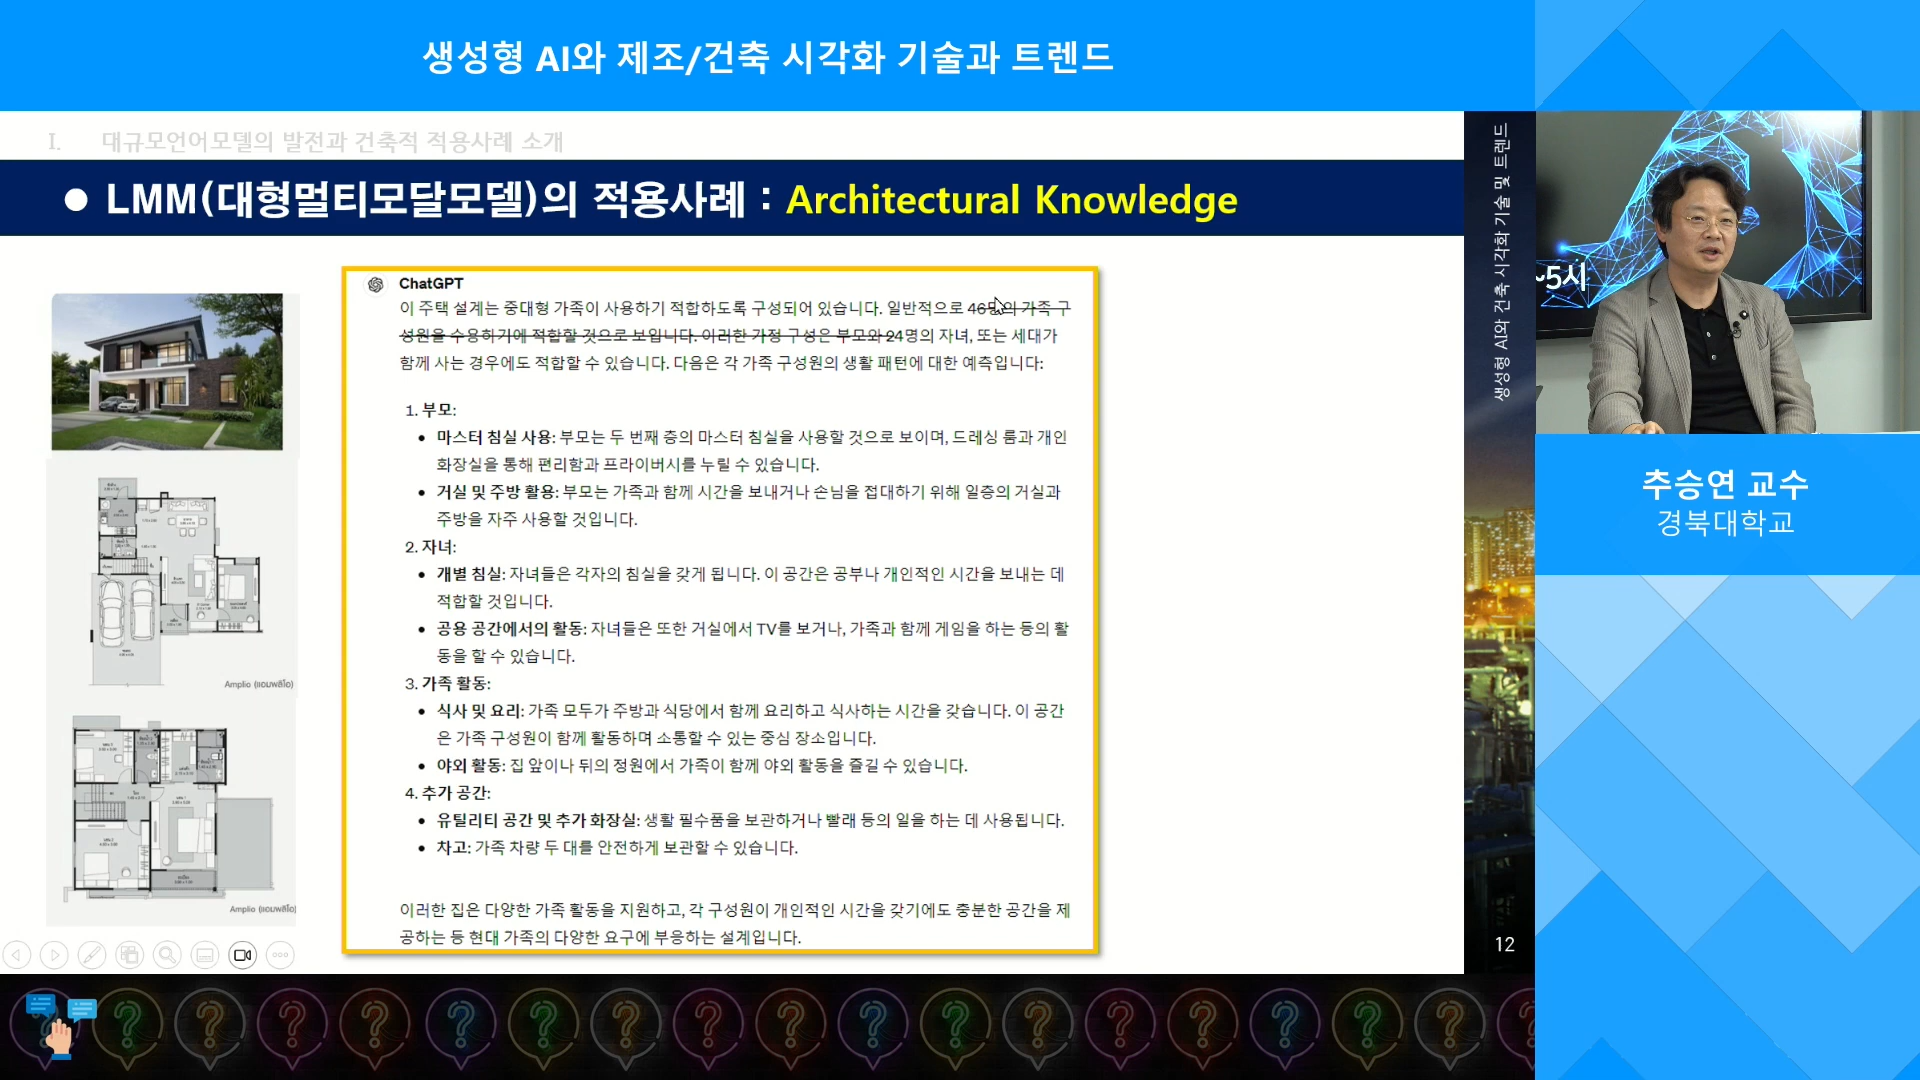 생성형 AI와 제조/건축 시각화 기술과 트렌드
I. 대규모언어모델의 발전과 건축적 적용사례 소개
● LMM(대형멀티모달모델)의 적용사례 : Architectural Knowledge
ChatGPT
이 주택 설계는 중대형 가족이 사용하기 적합하도록 구성되어 있습니다. 일반적으로 46명의 가족 구
성원을 수용하기에 적합할 것으로 보입니다. 이러한 가정 구성은 부모와 24명의 자녀, 또는 세대가
함께 사는 경우에도 적합할 수 있습니다. 다음은 각 가족 구성원의 생활 패턴에 대한 예측입니다:
1. 부모:
• 마스터 침실 사용: 부모는 두 번째 층의 마스터 침실을 사용할 것으로 보이며, 드레싱 룸과 개인
화장실을 통해 편리함과 프라이버시를 누릴 수 있습니다.
• 거실 및 주방 활용: 부모는 가족과 함께 시간을 보내거나 손님을 접대하기 위해 일층의 거실과
주방을 자주 사용할 것입니다.
2. 자녀:
• 개별 침실: 자녀들은 각자의 침실을 갖게 됩니다. 이 공간은 공부나 개인적인 시간을 보내는 데
적합할 것입니다.
• 공용 공간에서의 활동: 자녀들은 또한 거실에서 TV를 보거나, 가족과 함께 게임을 하는 등의 활
동을 할 수 있습니다.
3. 가족 활동:
• 식사 및 요리: 가족 모두가 주방과 식당에서 함께 요리하고 식사하는 시간을 갖습니다. 이 공간
은 가족 구성원이 함께 활동하며 소통할 수 있는 중심 장소입니다.
• 야외 활동: 집 앞이나 뒤의 정원에서 가족이 함께 야외 활동을 즐길 수 있습니다.
4. 추가 공간:
• 유틸리티 공간 및 추가 화장실: 생활 필수품을 보관하거나 빨래 등의 일을 하는 데 사용됩니다.
• 차고: 가족 차량 두 대를 안전하게 보관할 수 있습니다.
이러한 집은 다양한 가족 활동을 지원하고, 각 구성원이 개인적인 시간을 갖기에도 충분한 공간을 제
공하는 등 현대 가족의 다양한 요구에 부응하는 설계입니다.
Amplio (แอมพลิโอ)
Amplio (แอมพลิโอ)
생성형 AI와 건축 시각화 기술 및 트렌드
12
~5시
추승연 교수
경북대학교